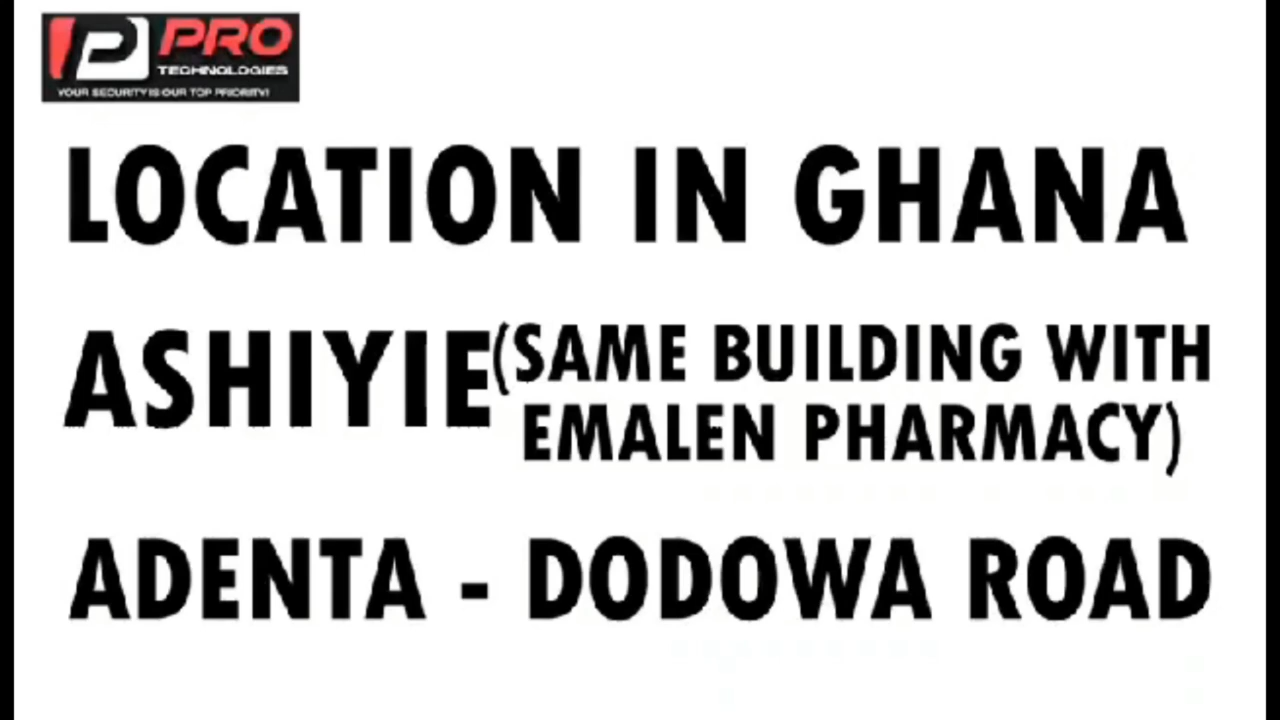 PRO
TECHNOLOGIES
YOUR SECURITY IS OUR TOP PRIORITY!
LOCATION IN GHANA
ASHIYIE (SAME BUILDING WITH
EMALEN PHARMACY)
ADENTA - DODOWA ROAD